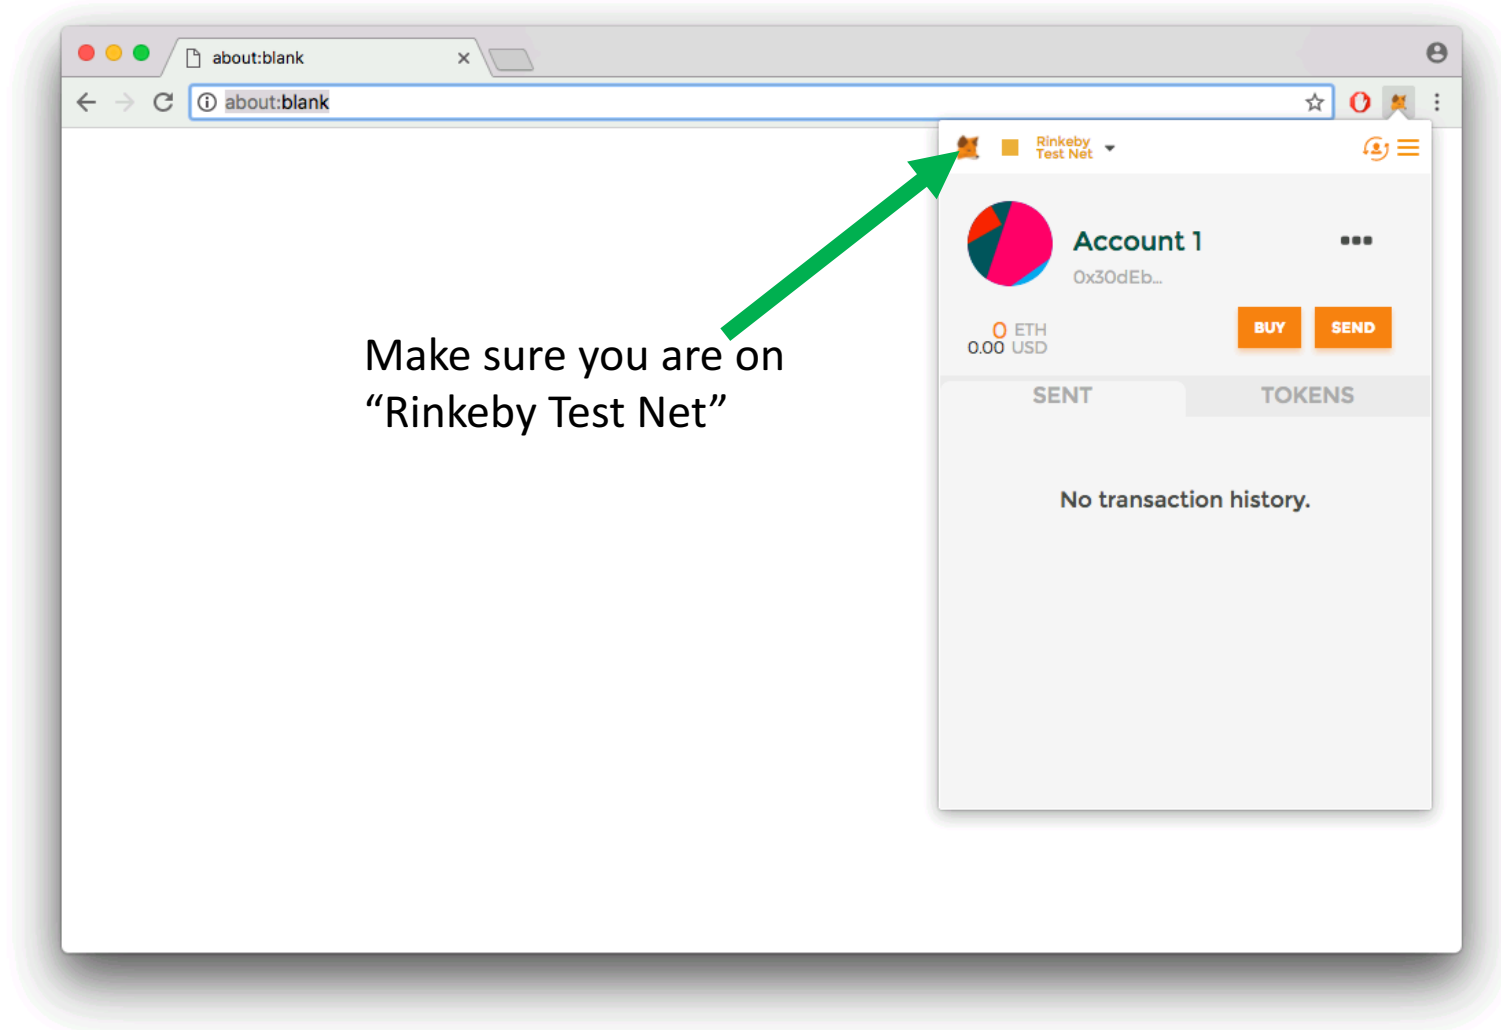 about:blank
about:blank
Rinkeby
Test Net
Account 1
0x30dEb...
0 ETH
0.00 USD
BUY
SEND
SENT
TOKENS
No transaction history.
Make sure you are on
“Rinkeby Test Net”